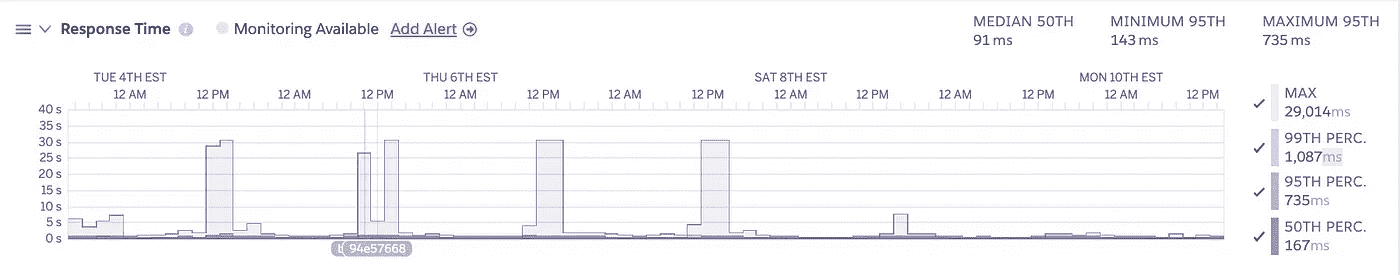 Response Time i Monitoring Available Add Alert
MEDIAN 50TH MINIMUM 95TH MAXIMUM 95TH
91 ms 143 ms 735 ms
TUE 4TH EST THU 6TH EST SAT 8TH EST MON 10TH EST
12 AM 12 PM 12 AM 12 PM 12 AM 12 PM 12 AM 12 PM 12 AM 12 PM 12 AM 12 PM 12 AM 12 PM
40 s
35 s
30 s
25 s
20 s
15 s
10 s
5 s
0 s
94e57668
MAX
29,014ms
99TH PERC.
1,087ms
95TH PERC.
735ms
50TH PERC.
167ms